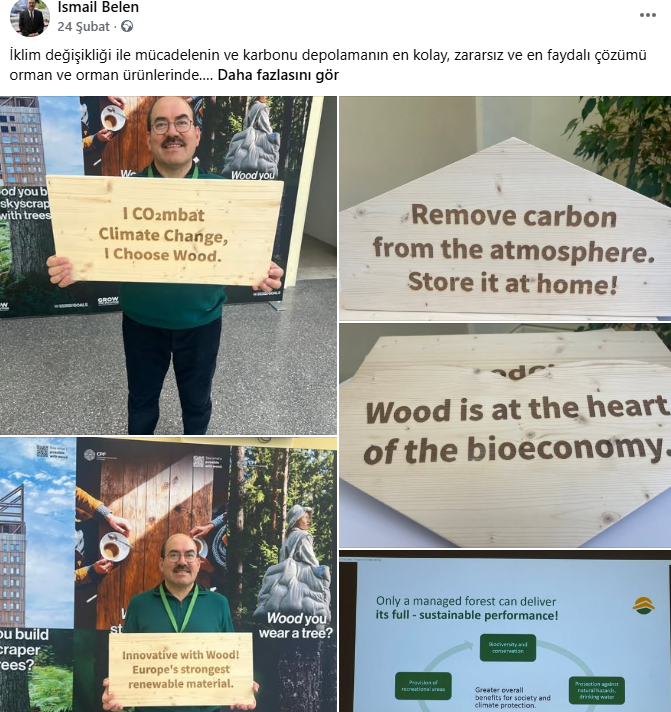 Ismail Belen
24 Şubat
İklim değişikliği ile mücadelenin ve karbonu depolamanın en kolay, zararsız ve en faydalı çözümü
orman ve orman ürünlerinde.... Daha fazlasını gör
I CO₂mbat
Climate Change,
I Choose Wood.
Wood you
skyscrap
with trees
GROW
Remove carbon
from the atmosphere.
Store it at home!
Wood is at the heart
of the bioeconomy.
CPF
Wood you
wear a tree?
ou build
craper
rees?
Innovative with Wood!
Europe's strongest
renewable material.
Only a managed forest can deliver
its full - sustainable performance!
Biodiversity and
conservation
Provision of
recreational areas
Protection against
natural hazards,
drinking water
Greater overall
benefits for society and
climate protection.